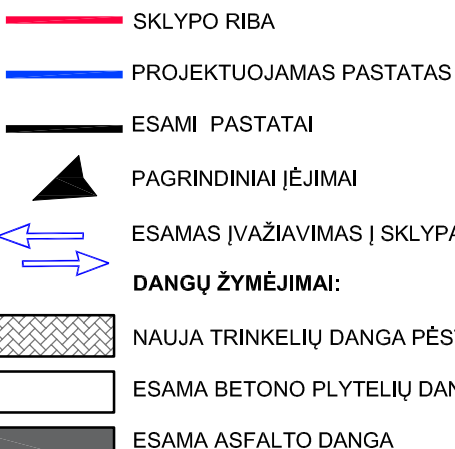 SKLYPO RIBA
PROJEKTUOJAMAS PASTATAS
ESAMI PASTATAI
PAGRINDINIAI ĮĖJIMAI
ESAMAS ĮVAŽIAVIMAS Į SKLYPĄ
DANGŲ ŽYMĖJIMAI:
NAUJA TRINKELIŲ DANGA PĖST
ESAMA BETONO PLYTELIŲ DAN
ESAMA ASFALTO DANGA